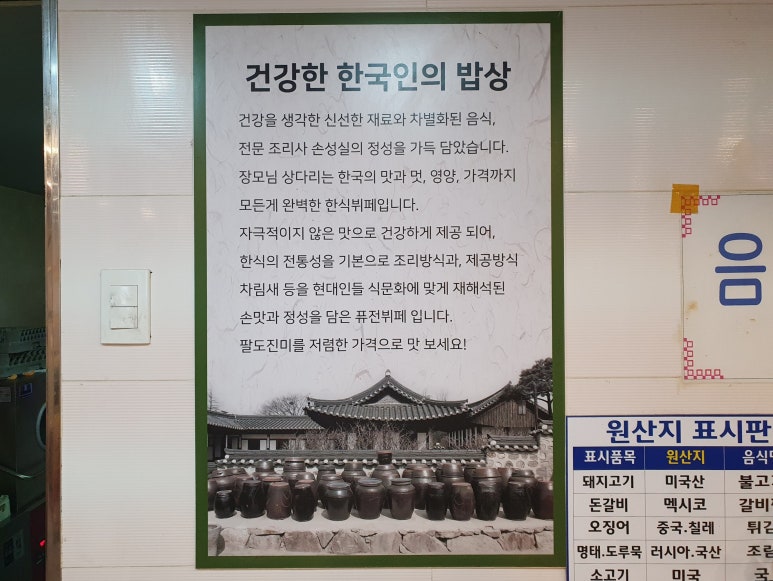 건강한 한국인의 밥상
건강을 생각한 신선한 재료와 차별화된 음식,
전문 조리사 손성실의 정성을 가득 담았습니다.
장모님 상다리는 한국의 맛과 멋, 영양, 가격까지
모든게 완벽한 한식뷔페입니다.
자극적이지 않은 맛으로 건강하게 제공 되어,
한식의 전통성을 기본으로 조리방식과, 제공방식
차림새 등을 현대인들 식문화에 맞게 재해석된
손맛과 정성을 담은 퓨전뷔페 입니다.
팔도진미를 저렴한 가격으로 맛 보세요!
음
원산지 표시판
표시품목 원산지
돼지고기 미국산
돈갈비 멕시코
오징어 중국.칠레
명태.도루묵 러시아.국산
소고기 미국